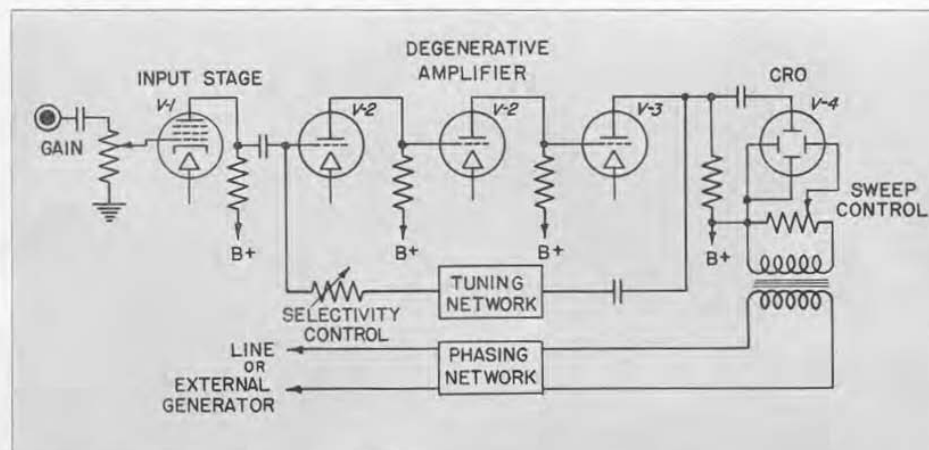 DEGENERATIVE
AMPLIFIER
INPUT STAGE
CRO
V-1
V-2
V-2
V-3
V-4
GAIN
SWEEP
CONTROL
B+
B+
B+
B+
TUNING
NETWORK
SELECTIVITY
CONTROL
LINE
OR
EXTERNAL
GENERATOR
PHASING
NETWORK